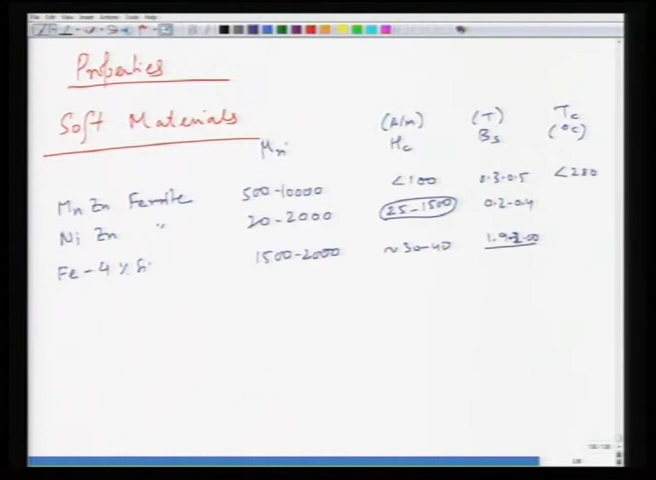 Properties
Soft Materials
μri (A/m) Hc (T) Bs Tc (°C)
Mn Zn Ferrite 500-10000 <100 0.3-0.5 <280
Ni Zn " 20-2000 25-1500 0.2-0.4
Fe-4% Si 1500-2000 ~30-40